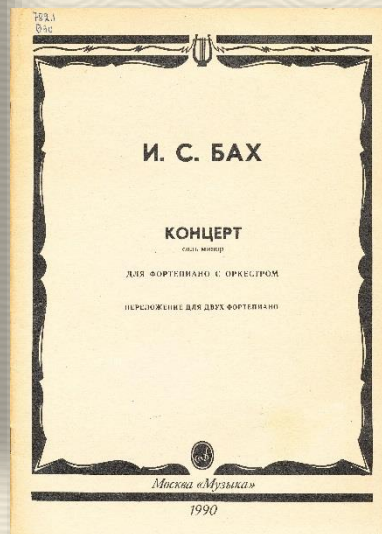 И. С. БАХ
КОНЦЕРТ
соль минор
ДЛЯ ФОРТЕПИАНО С ОРКЕСТРОМ
ПЕРЕЛОЖЕНИЕ ДЛЯ ДВУХ ФОРТЕПИАНО
Москва «Музыка»
1990